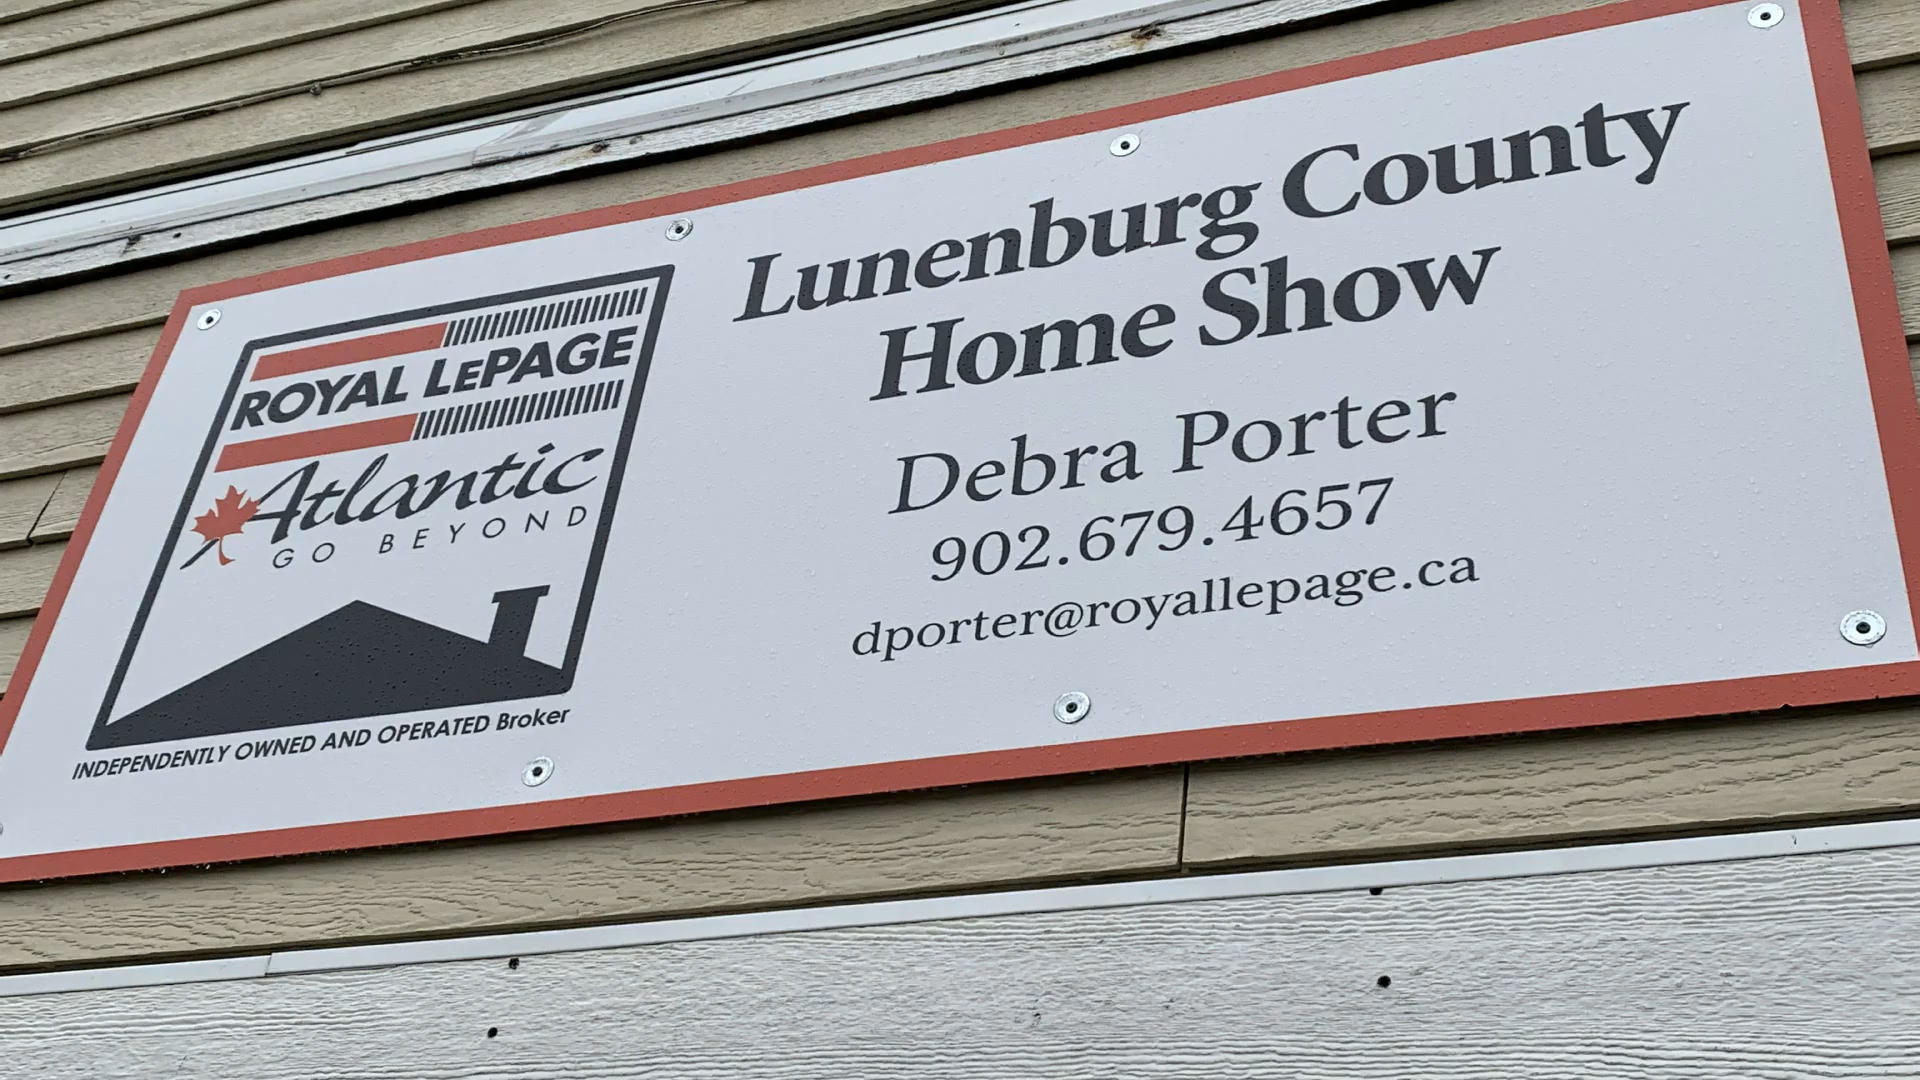 ROYAL LEPAGE
Atlantic
GO BEYOND
INDEPENDENTLY OWNED AND OPERATED Broker
Lunenburg County
Home Show
Debra Porter
902.679.4657
dporter@royallepage.ca